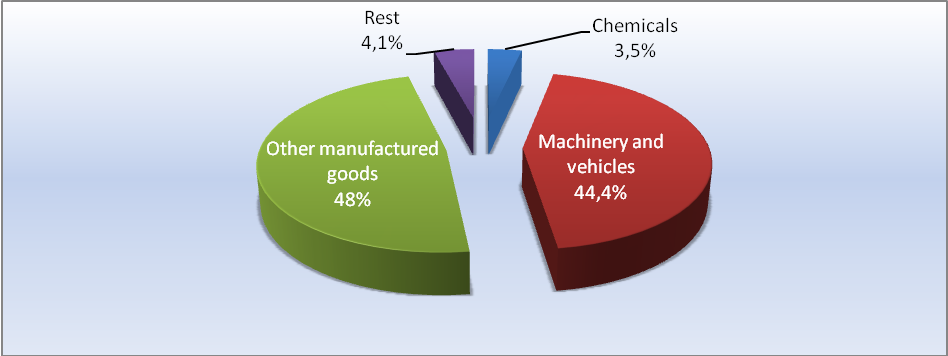 Rest
4,1%
Chemicals
3,5%
Other manufactured
goods
48%
Machinery and
vehicles
44,4%